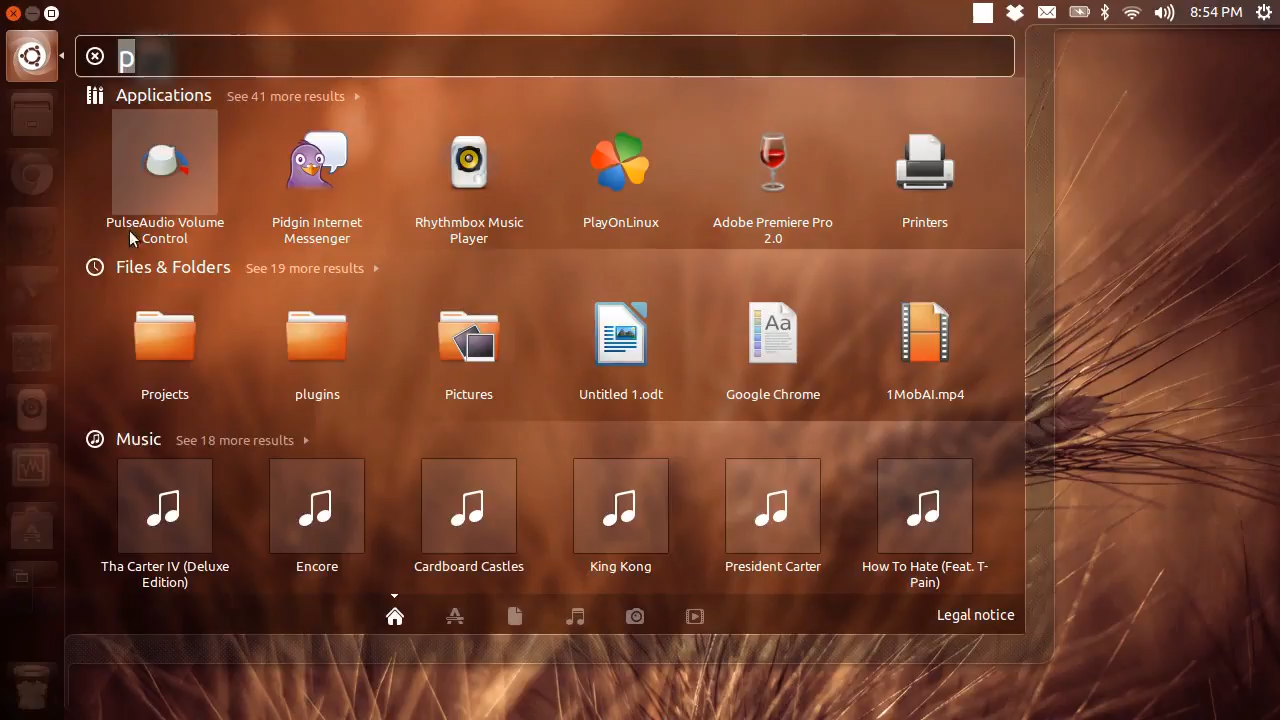 8:54 PM
p
Applications See 41 more results
PulseAudio Volume
Control
Pidgin Internet
Messenger
Rhythmbox Music
Player
PlayOnLinux
Adobe Premiere Pro
2.0
Printers
Files & Folders See 19 more results
Projects
plugins
Pictures
Untitled 1.odt
Aa
Google Chrome
1MobAI.mp4
Music See 18 more results
Tha Carter IV (Deluxe
Edition)
Encore
Cardboard Castles
King Kong
President Carter
How To Hate (Feat. T-
Pain)
Legal notice